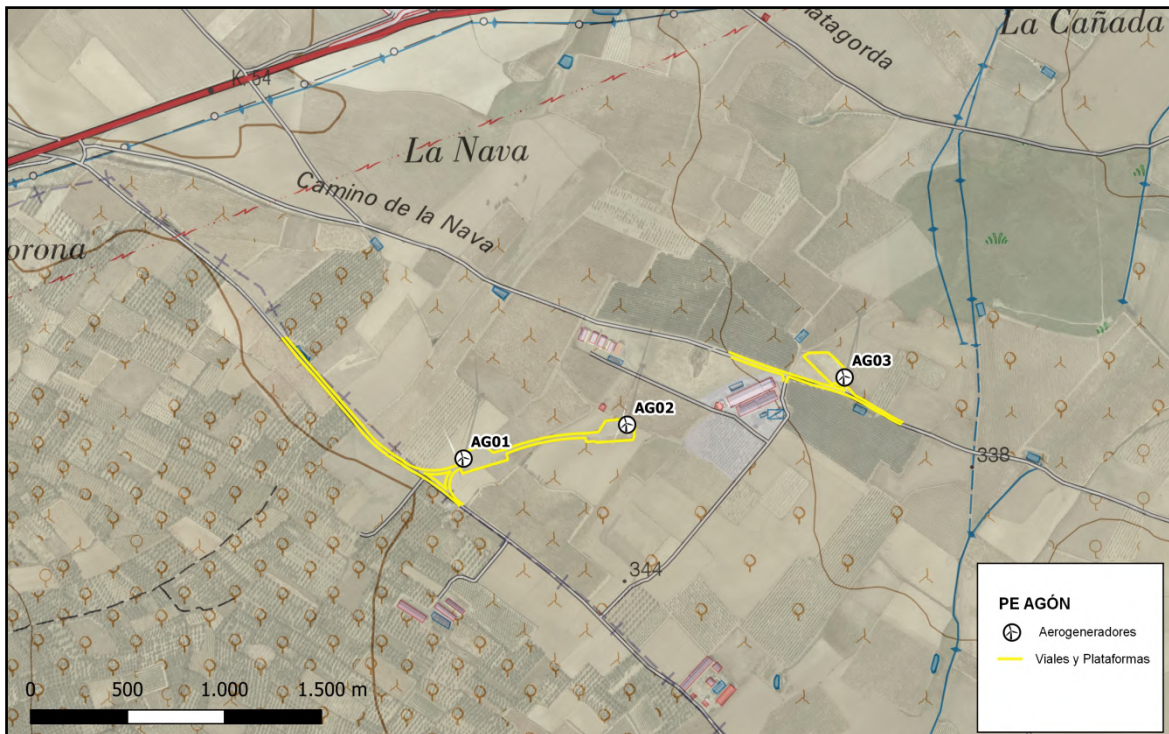 La Cañada
atagorda
K. 54
La Nava
Camino de la Nava
orona
AG03
AG02
AG01
338
344
PE AGÓN
Aerogeneradores
Viales y Plataformas
0 500 1.000 1.500 m